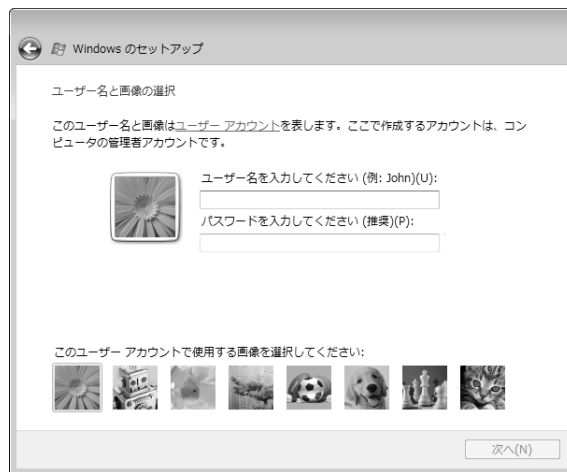 Windows のセットアップ
ユーザー名と画像の選択
このユーザー名と画像はユーザー アカウントを表します。ここで作成するアカウントは、コン
ピュータの管理者アカウントです。
ユーザー名を入力してください (例: John)(U):
パスワードを入力してください (推奨)(P):
このユーザー アカウントで使用する画像を選択してください:
次へ(N)